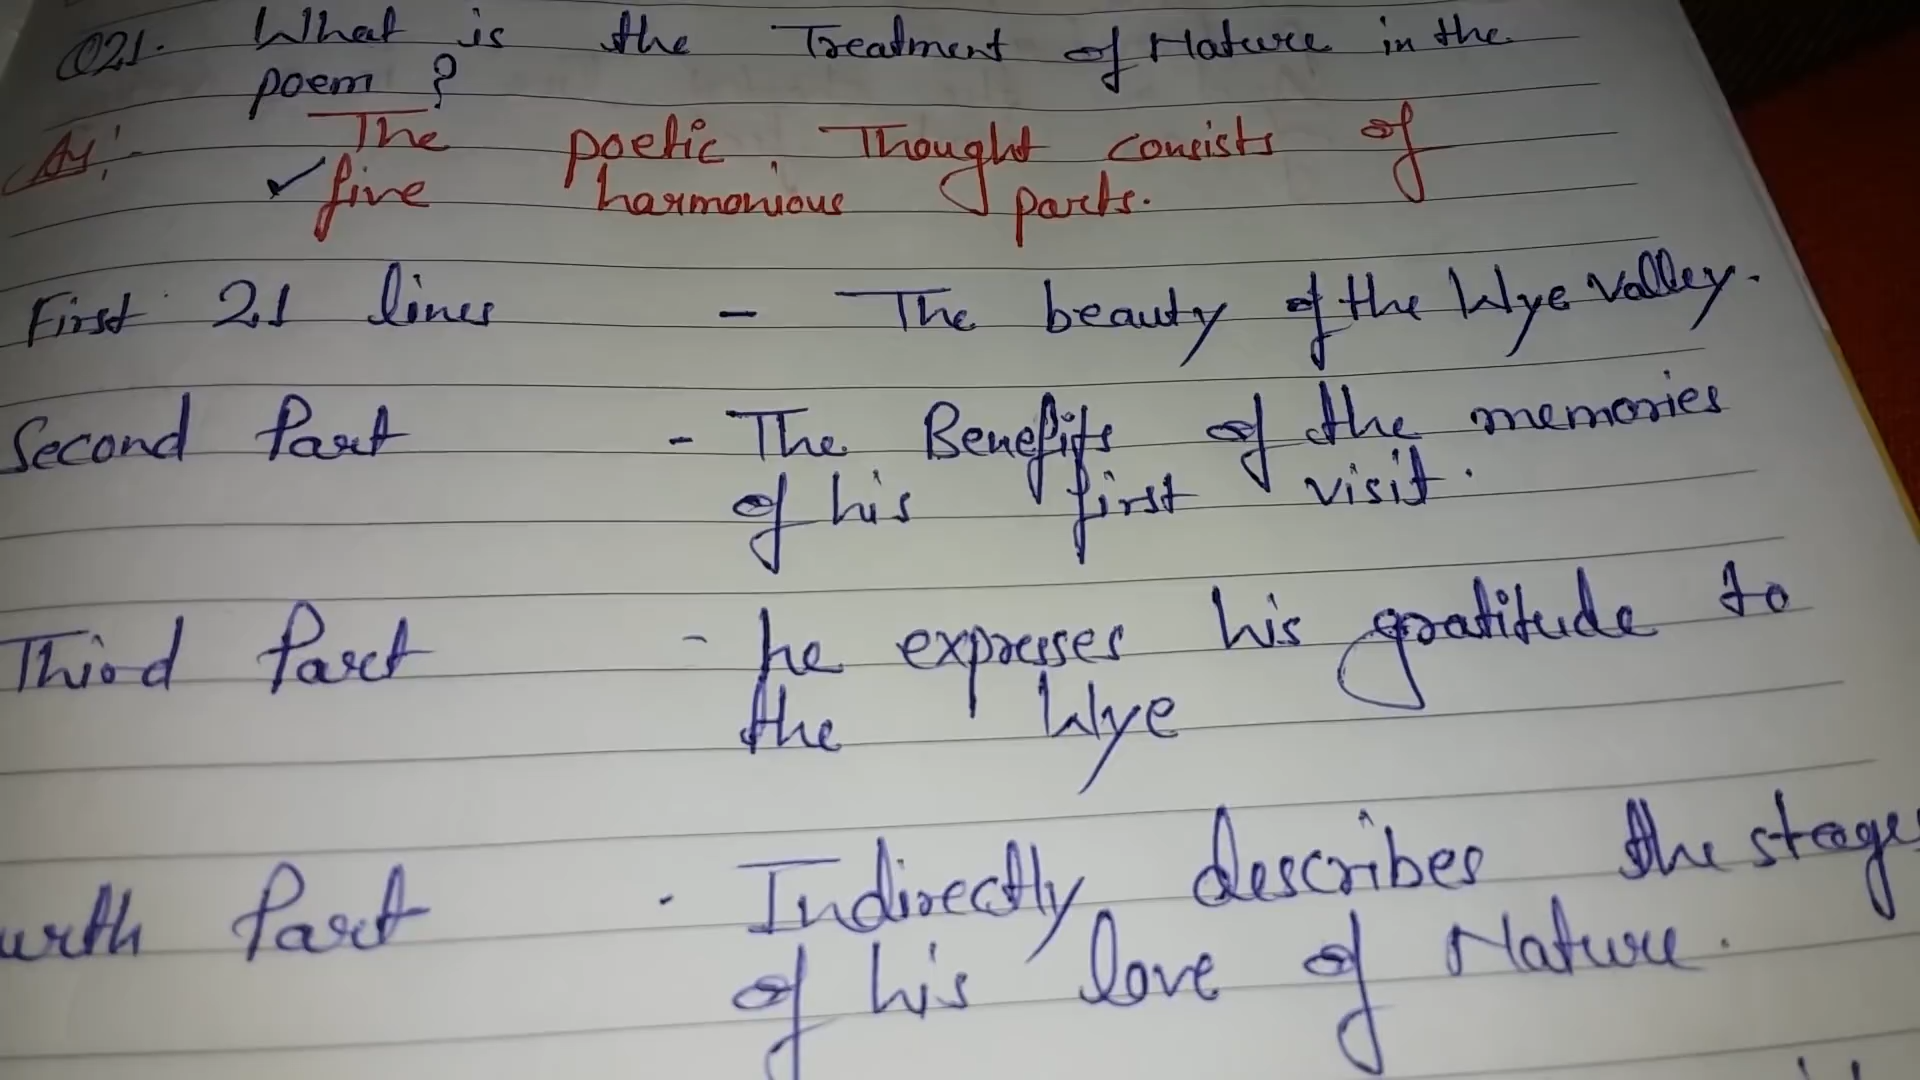 Q21. What is the Treatment of Nature in the
poem ?
The poetic Thought consists of
✓ five harmonious parts.
First 21 lines - The beauty of the Wye Valley.
Second Part - The Benefits of the memories
of his first visit.
Third Part - he expresses his gratitude to
the Wye
urth Part - Indirectly describes the stages
of his love of Nature.